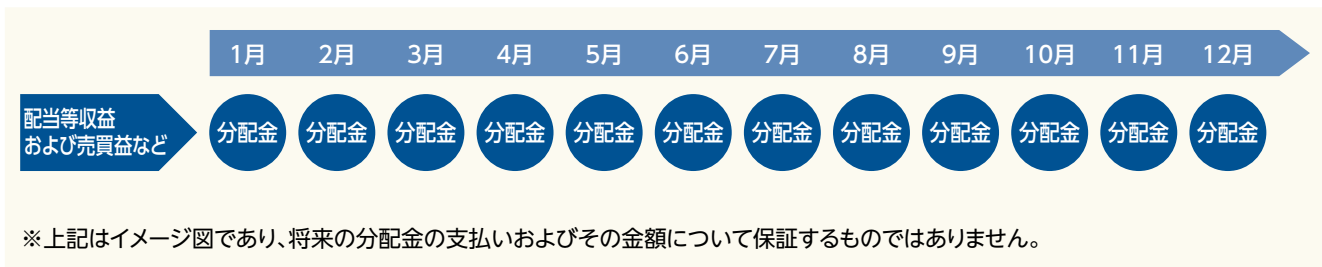 1月 2月 3月 4月 5月 6月 7月 8月 9月 10月 11月 12月
配当等収益
および売買益など
分配金 分配金 分配金 分配金 分配金 分配金 分配金 分配金 分配金 分配金 分配金 分配金
※上記はイメージ図であり、将来の分配金の支払いおよびその金額について保証するものではありません。